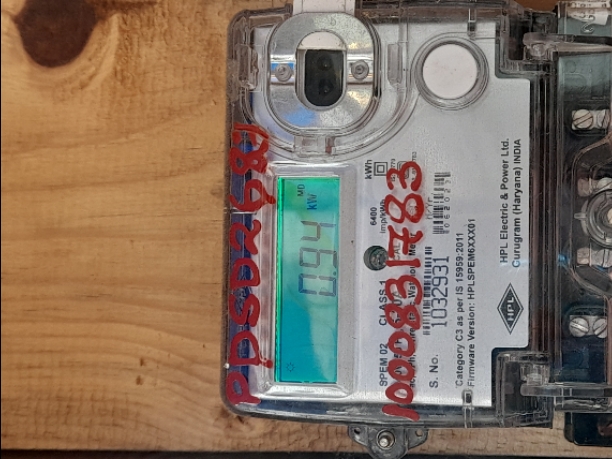 PDSD2681
MD
0.94 kW
kWh
6400
imp/kWh
SPEM 02 CLASS 1
100831783
S. No. 1032931
Category C3 as per IS 15959:2011
Firmware Version: HPLSPEM6XXX01
HPL
HPL Electric & Power Ltd.
Gurugram (Haryana) INDIA